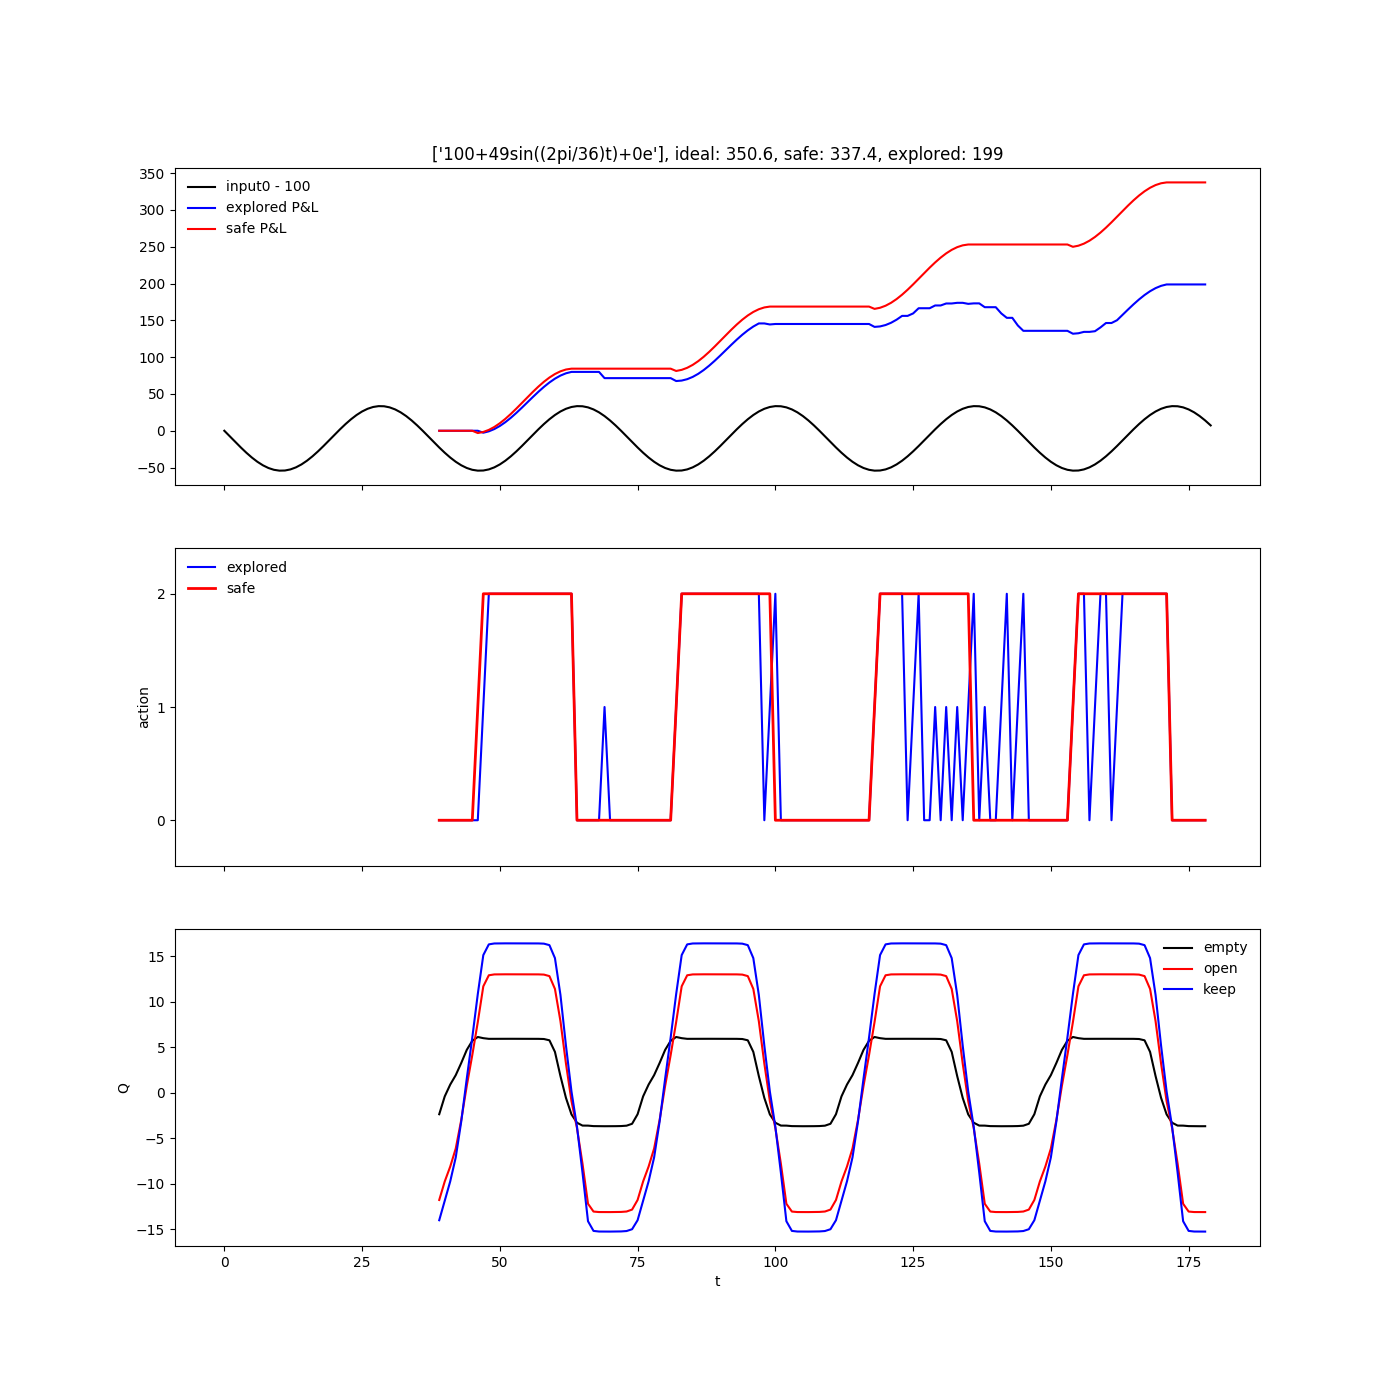 ['100+49sin((2pi/36)t)+0e'], ideal: 350.6, safe: 337.4, explored: 199
350
300
250
200
150
100
50
0
−50
input0 - 100
explored P&L
safe P&L
action
2
1
0
explored
safe
Q
15
10
5
0
−5
−10
−15
empty
open
keep
0 25 50 75 100 125 150 175
t